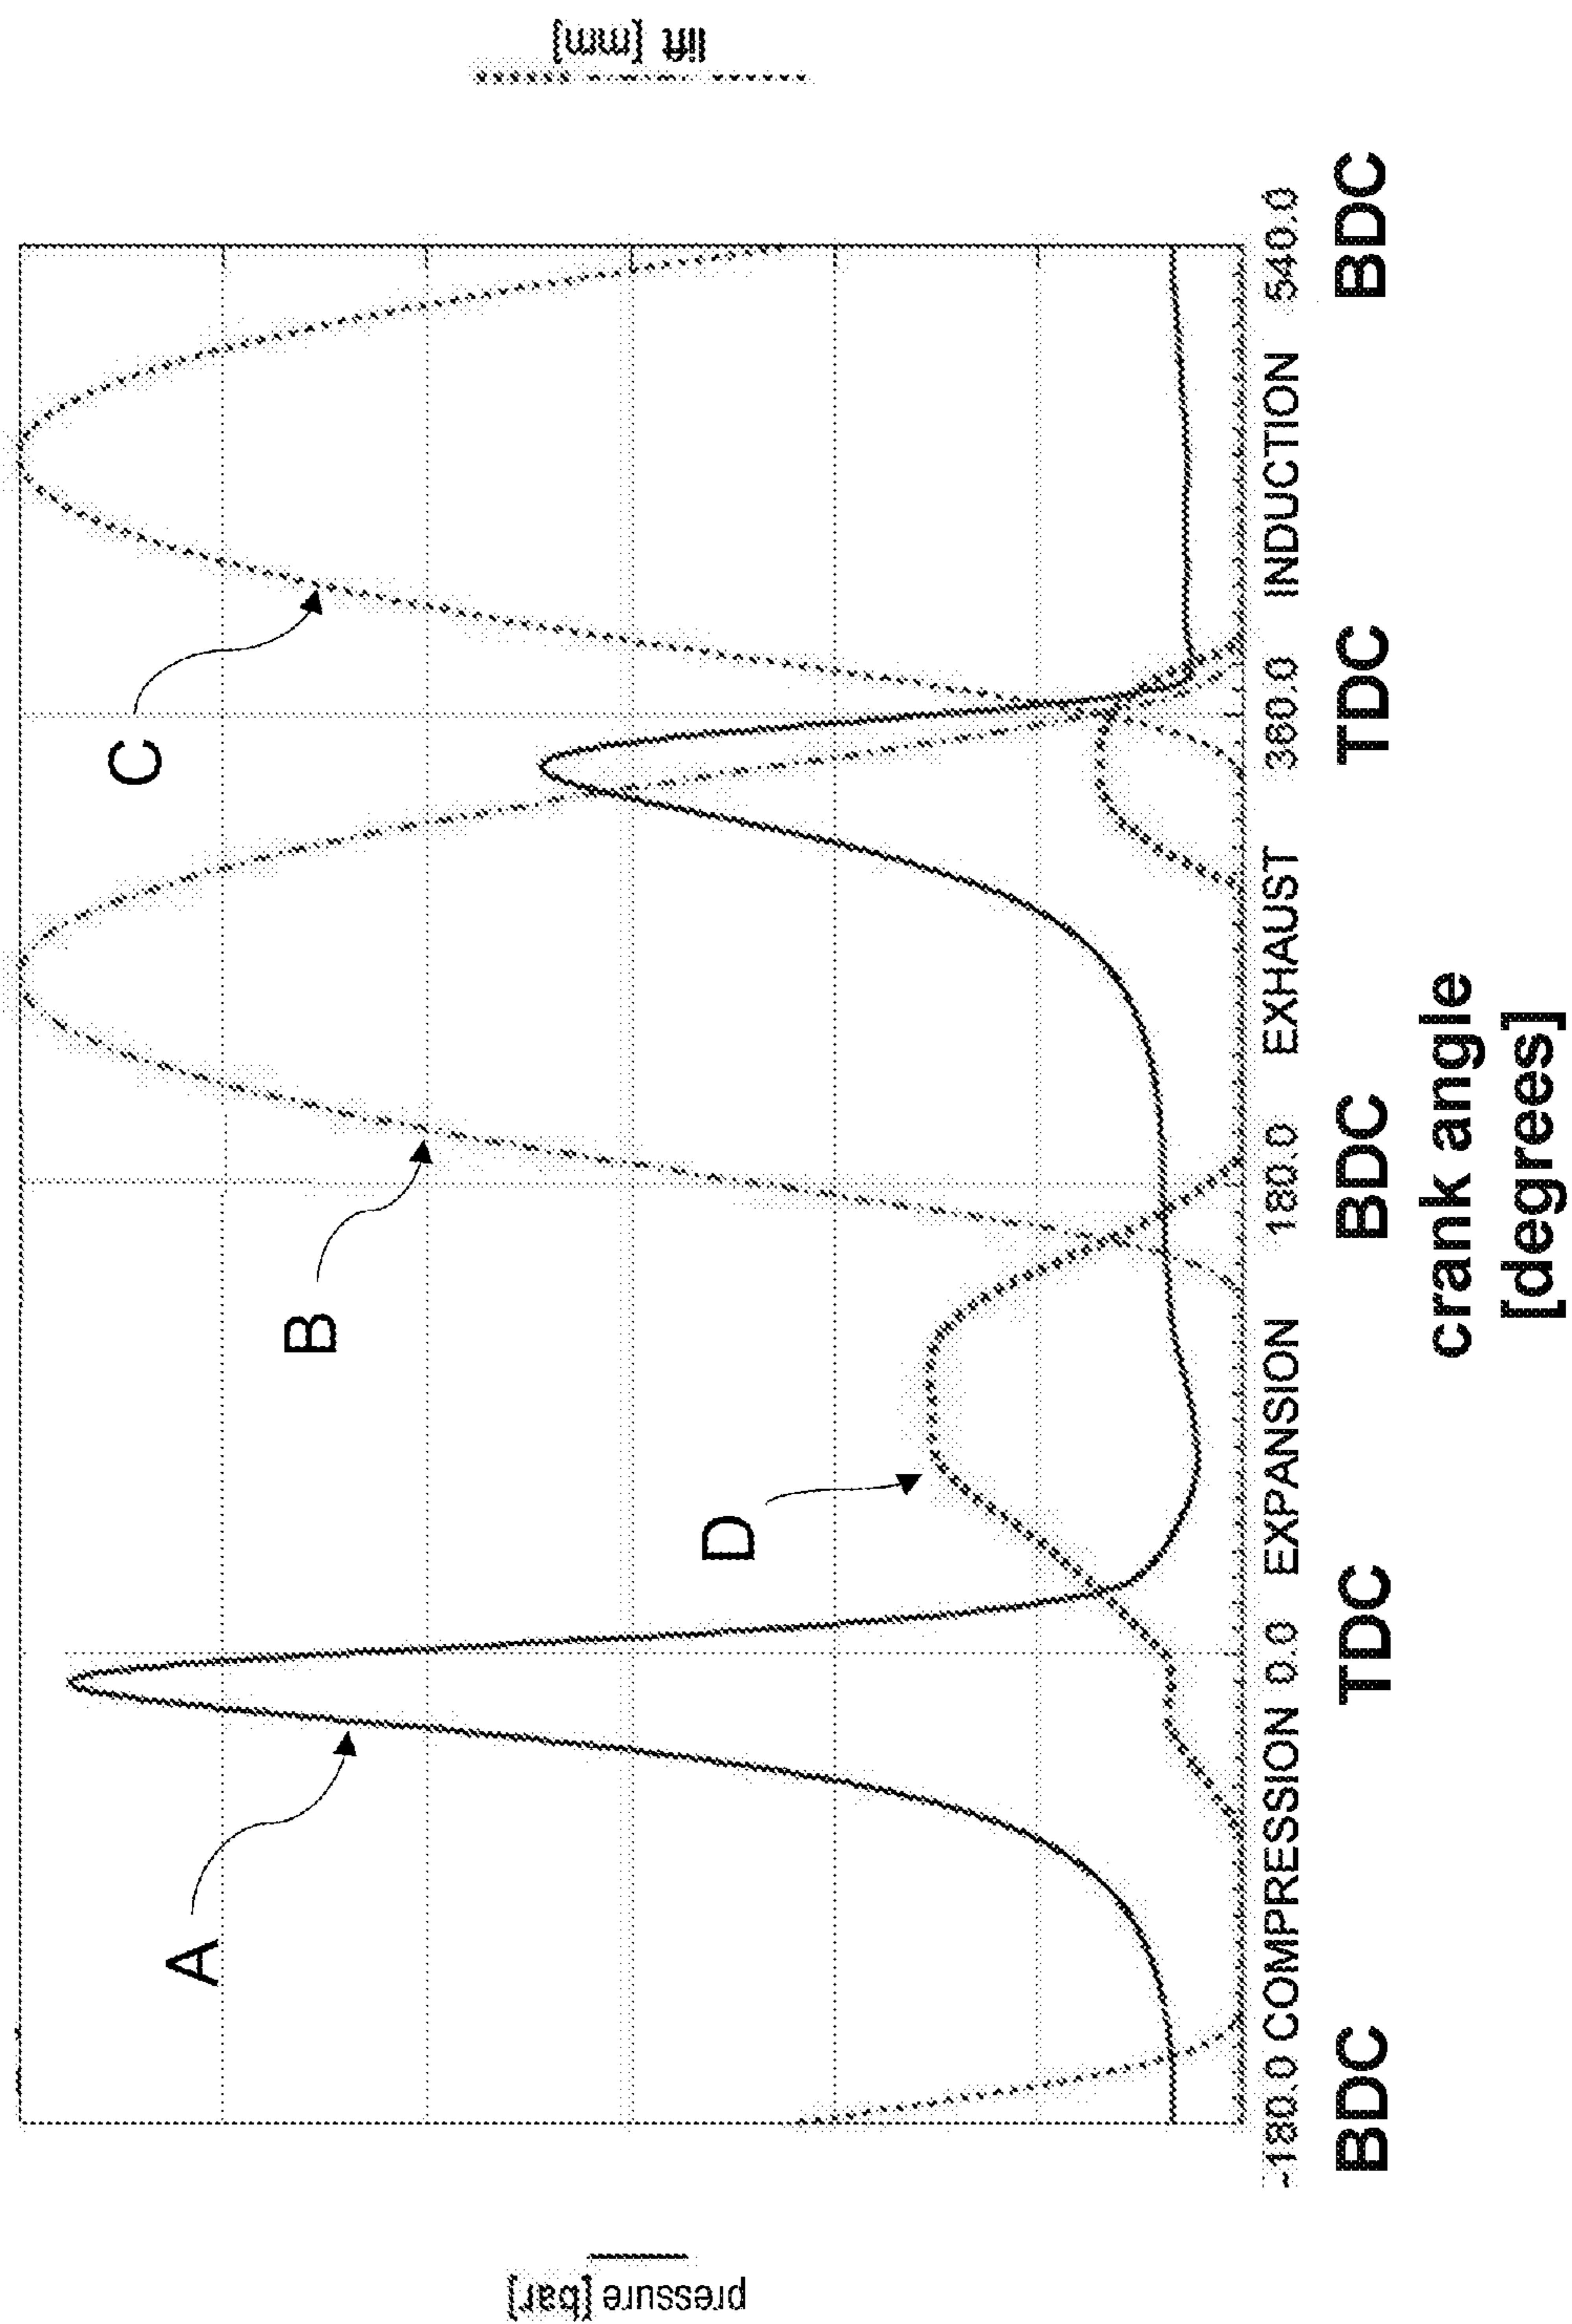 pressure [bar]
lift [mm]
A
B
C
D
-180.0 COMPRESSION 0.0 EXPANSION 180.0 EXHAUST 360.0 INDUCTION 540.0
BDC TDC BDC TDC BDC
crank angle
[degrees]